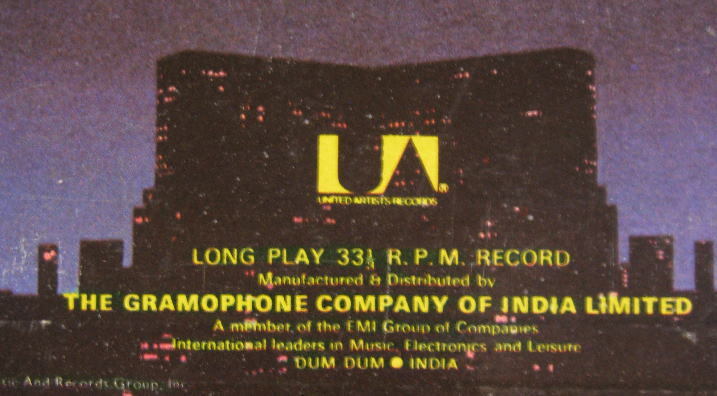 UA®
UNITED ARTISTS RECORDS
LONG PLAY 33⅓ R.P.M. RECORD
Manufactured & Distributed by
THE GRAMOPHONE COMPANY OF INDIA LIMITED
A member of the EMI Group of Companies
International leaders in Music, Electronics and Leisure
DUM DUM ● INDIA
And Records Group, Inc.